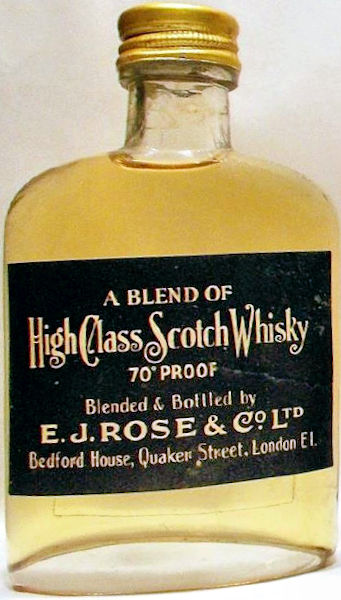 A BLEND OF
High Class Scotch Whisky
70° PROOF
Blended & Bottled by
E. J. ROSE & Co. LTD
Bedford House, Quaker Street, London E1.